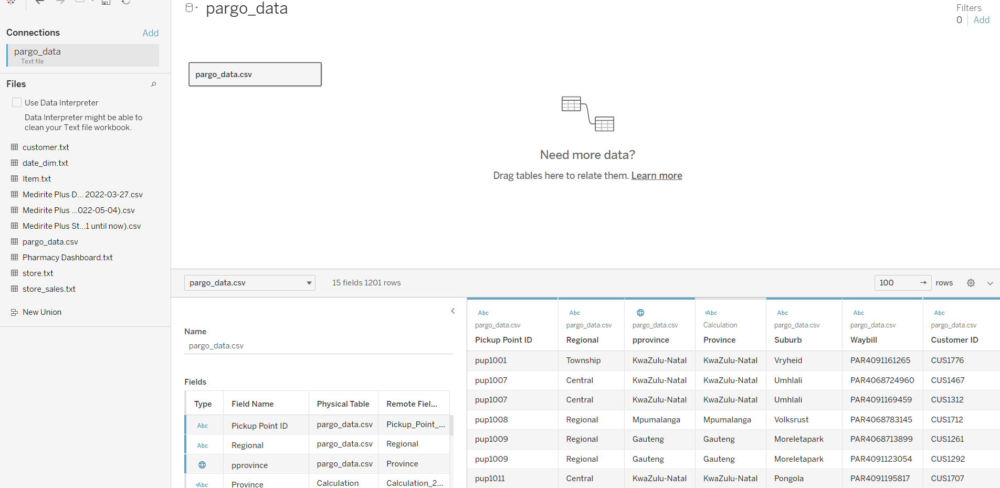 pargo_data
Filters
0 Add
Connections Add
pargo_data
Text file
Files
Use Data Interpreter
Data Interpreter might be able to
clean your Text file workbook.
customer.txt
date_dim.txt
Item.txt
Medirite Plus D... 2022-03-27.csv
Medirite Plus ...022-05-04).csv
Medirite Plus St...1 until now).csv
pargo_data.csv
Pharmacy Dashboard.txt
store.txt
store_sales.txt
New Union
pargo_data.csv
Need more data?
Drag tables here to relate them. Learn more
pargo_data.csv 15 fields 1201 rows 100 rows
Name
pargo_data.csv
Fields
Type Field Name Physical Table Remote Fiel...
Abc Pickup Point ID pargo_data.csv Pickup_Point_...
Abc Regional pargo_data.csv Regional
pprovince pargo_data.csv Province
=Abc Province Calculation Calculation_2...
Abc Abc =Abc Abc Abc Abc
pargo_data.csv pargo_data.csv pargo_data.csv Calculation pargo_data.csv pargo_data.csv pargo_data.csv
Pickup Point ID Regional pprovince Province Suburb Waybill Customer ID
pup1001 Township KwaZulu-Natal KwaZulu-Natal Vryheid PAR4091161265 CUS1776
pup1007 Central KwaZulu-Natal KwaZulu-Natal Umhlali PAR4068724960 CUS1467
pup1007 Central KwaZulu-Natal KwaZulu-Natal Umhlali PAR4091169459 CUS1312
pup1008 Regional Mpumalanga Mpumalanga Volksrust PAR4068783145 CUS1712
pup1009 Regional Gauteng Gauteng Moreletapark PAR4068713899 CUS1261
pup1009 Regional Gauteng Gauteng Moreletapark PAR4091123054 CUS1292
pup1011 Central KwaZulu-Natal KwaZulu-Natal Pongola PAR4091195817 CUS1707